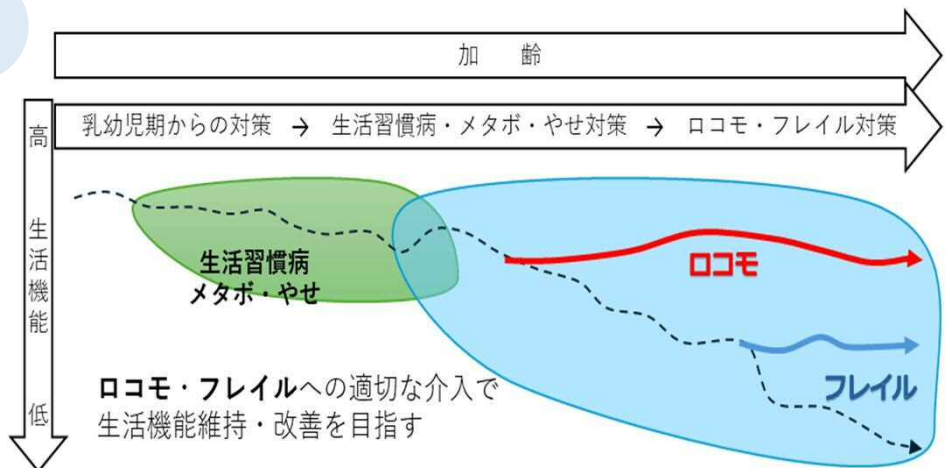 加　齢
乳幼児期からの対策 → 生活習慣病・メタボ・やせ対策 → ロコモ・フレイル対策
高
生活機能
低
生活習慣病
メタボ・やせ
ロコモ
フレイル
ロコモ・フレイルへの適切な介入で
生活機能維持・改善を目指す